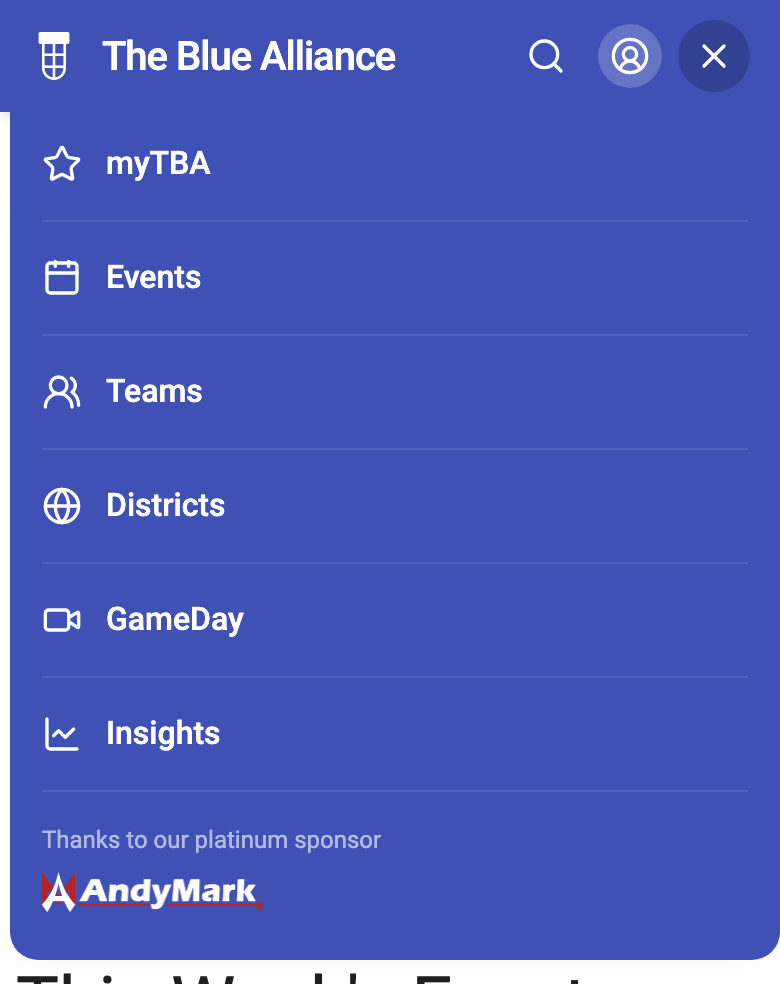 The Blue Alliance
myTBA
Events
Teams
Districts
GameDay
Insights
Thanks to our platinum sponsor
AndyMark